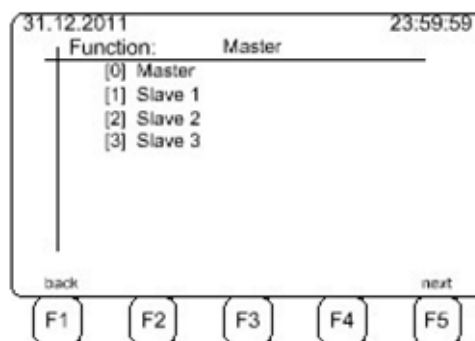 31.12.2011 23:59:59
Function: Master
[0] Master
[1] Slave 1
[2] Slave 2
[3] Slave 3
back next
F1 F2 F3 F4 F5